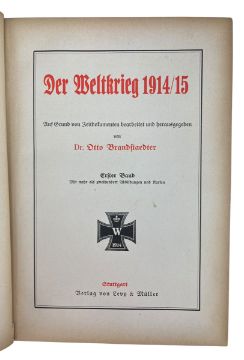 Der Weltkrieg 1914/15
Auf Grund von Zeitdokumenten bearbeitet und herausgegeben
von
Dr. Otto Brandstaedter
Erster Band
Mit mehr als zweihundert Abbildungen und Karten
W
1914
Stuttgart
Verlag von Levy & Müller